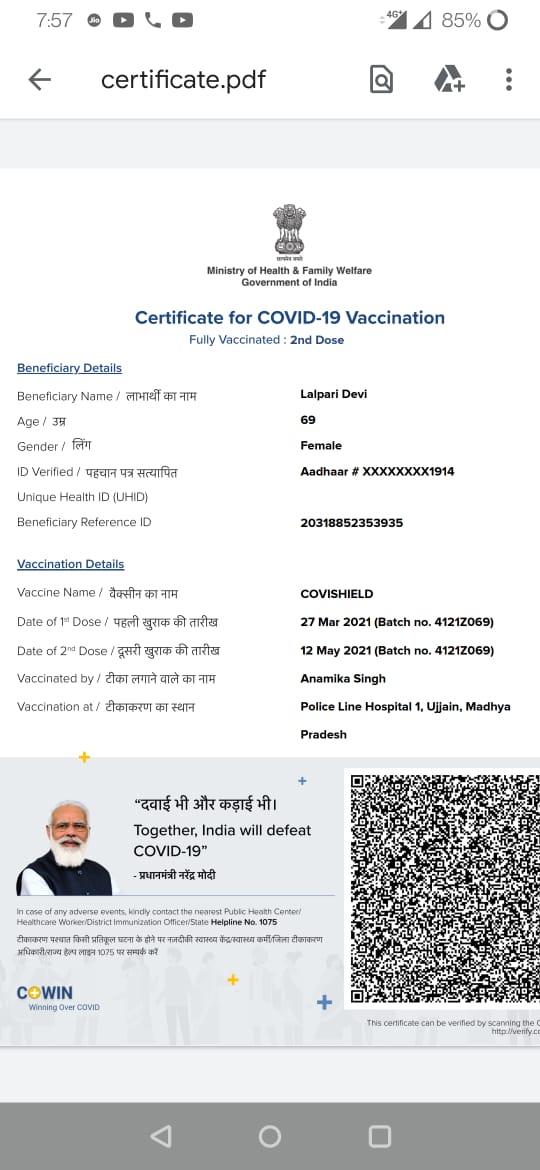 7:57
4G+
85%
certificate.pdf
सत्यमेव जयते
Ministry of Health & Family Welfare
Government of India
Certificate for COVID-19 Vaccination
Fully Vaccinated : 2nd Dose
Beneficiary Details
Beneficiary Name / लाभार्थी का नाम Lalpari Devi
Age / उम्र 69
Gender / लिंग Female
ID Verified / पहचान पत्र सत्यापित Aadhaar # XXXXXXXX1914
Unique Health ID (UHID)
Beneficiary Reference ID 20318852353935
Vaccination Details
Vaccine Name / वैक्सीन का नाम COVISHIELD
Date of 1st Dose / पहली खुराक की तारीख 27 Mar 2021 (Batch no. 4121Z069)
Date of 2nd Dose / दूसरी खुराक की तारीख 12 May 2021 (Batch no. 4121Z069)
Vaccinated by / टीका लगाने वाले का नाम Anamika Singh
Vaccination at / टीकाकरण का स्थान Police Line Hospital 1, Ujjain, Madhya
Pradesh
“दवाई भी और कड़ाई भी।
Together, India will defeat
COVID-19”
- प्रधानमंत्री नरेंद्र मोदी
In case of any adverse events, kindly contact the nearest Public Health Center/
Healthcare Worker/District Immunization Officer/State Helpline No. 1075
टीकाकरण पश्चात किसी प्रतिकूल घटना के होने पर नज़दीकी स्वास्थ्य केंद्र/स्वास्थ्य कर्मी/जिला टीकाकरण
अधिकारी/राज्य हेल्प लाइन 1075 पर सम्पर्क करें
COWIN
Winning Over COVID
This certificate can be verified by scanning the
http://verify.c